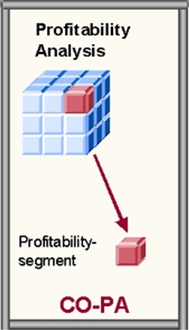 Profitability
Analysis
Profitability-
segment
CO-PA